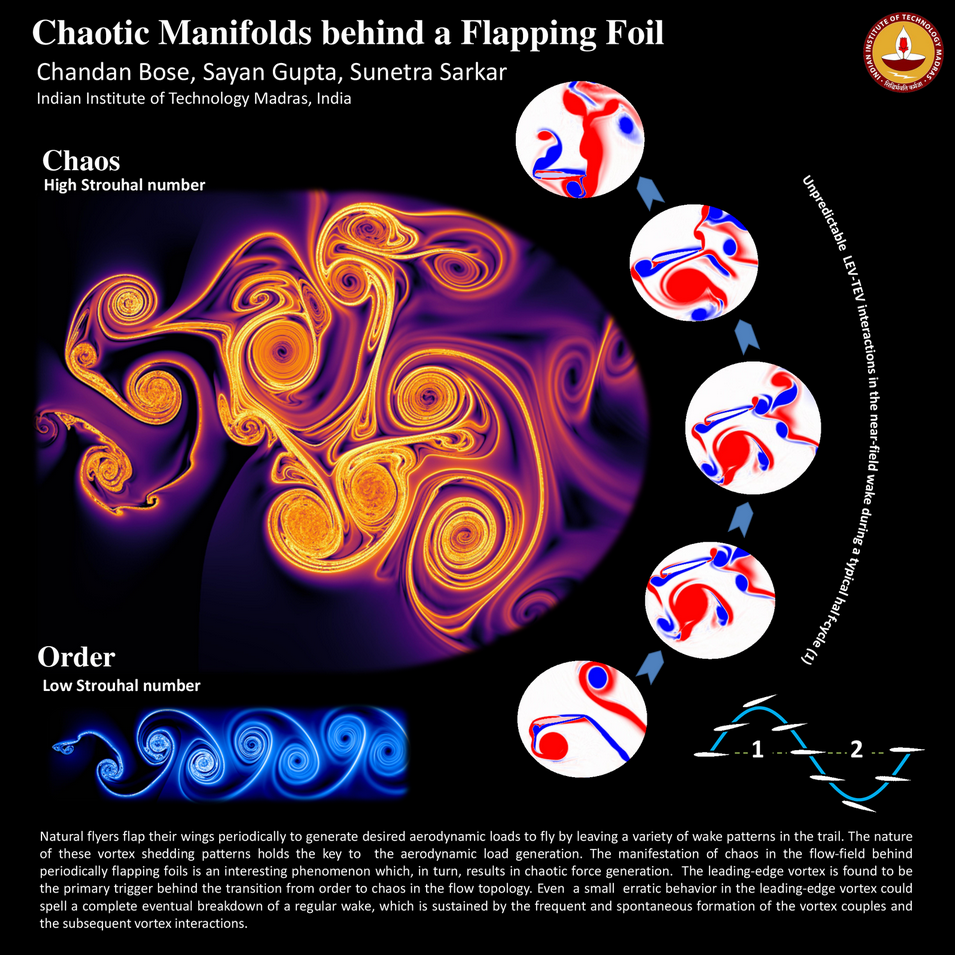 Chaotic Manifolds behind a Flapping Foil
Chandan Bose, Sayan Gupta, Sunetra Sarkar
Indian Institute of Technology Madras, India
INDIAN INSTITUTE OF TECHNOLOGY MADRAS
सिद्धिर्भवति कर्मजा
Chaos
High Strouhal number
Unpredictable LEV-TEV interactions in the near-field wake during a typical half-cycle (1)
Order
Low Strouhal number
1
2
Natural flyers flap their wings periodically to generate desired aerodynamic loads to fly by leaving a variety of wake patterns in the trail. The nature
of these vortex shedding patterns holds the key to the aerodynamic load generation. The manifestation of chaos in the flow-field behind
periodically flapping foils is an interesting phenomenon which, in turn, results in chaotic force generation. The leading-edge vortex is found to be
the primary trigger behind the transition from order to chaos in the flow topology. Even a small erratic behavior in the leading-edge vortex could
spell a complete eventual breakdown of a regular wake, which is sustained by the frequent and spontaneous formation of the vortex couples and
the subsequent vortex interactions.